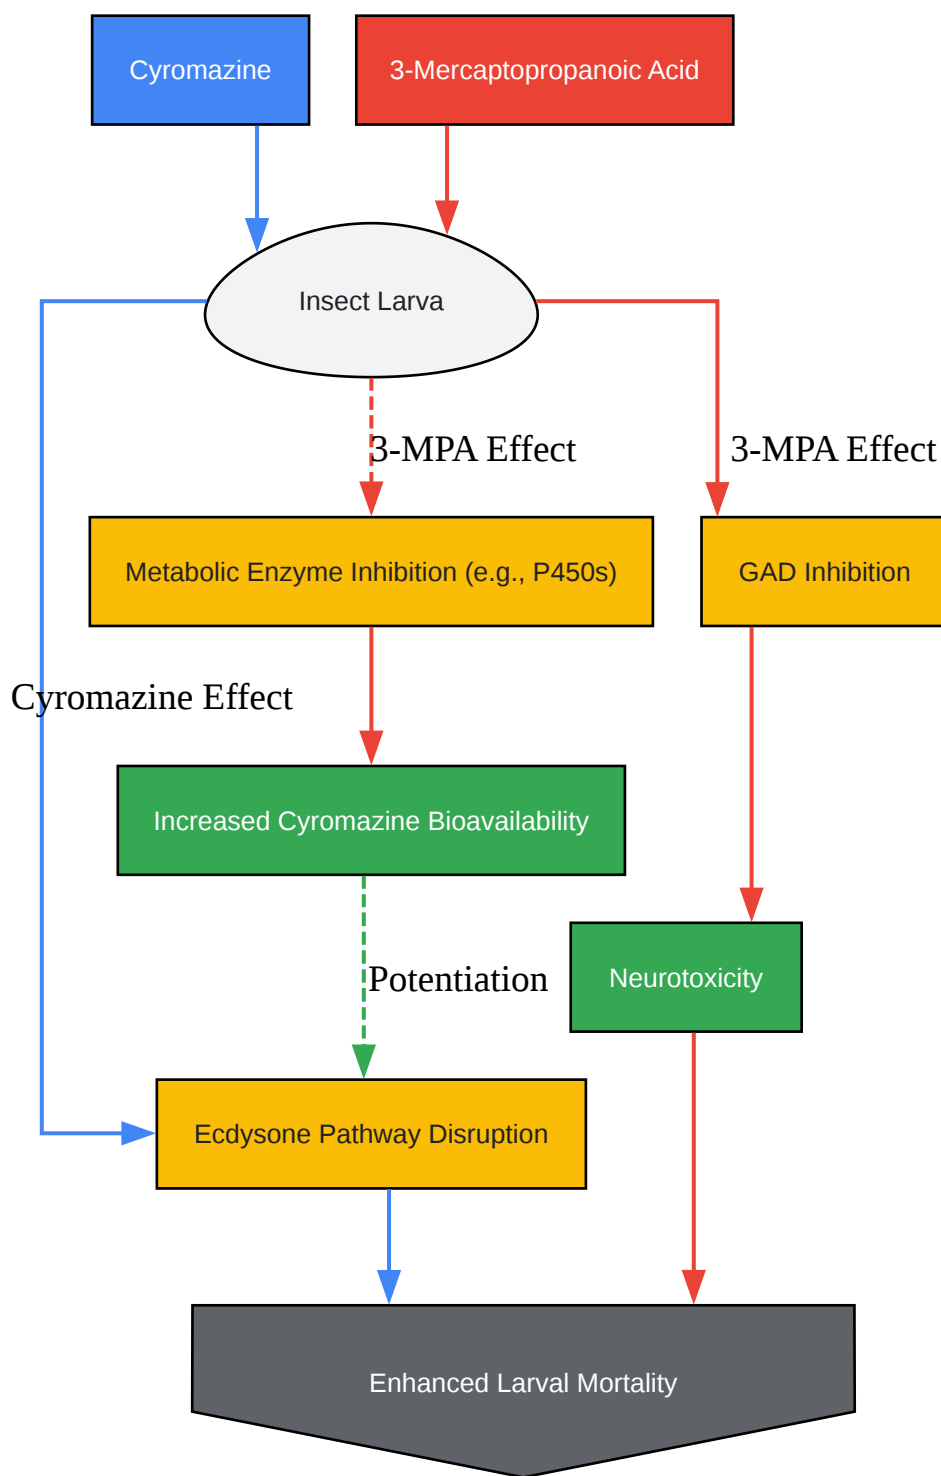 Cyromazine
3-Mercaptopropanoic Acid
Insect Larva
3-MPA Effect
3-MPA Effect
Metabolic Enzyme Inhibition (e.g., P450s)
GAD Inhibition
Cyromazine Effect
Increased Cyromazine Bioavailability
Potentiation
Neurotoxicity
Ecdysone Pathway Disruption
Enhanced Larval Mortality